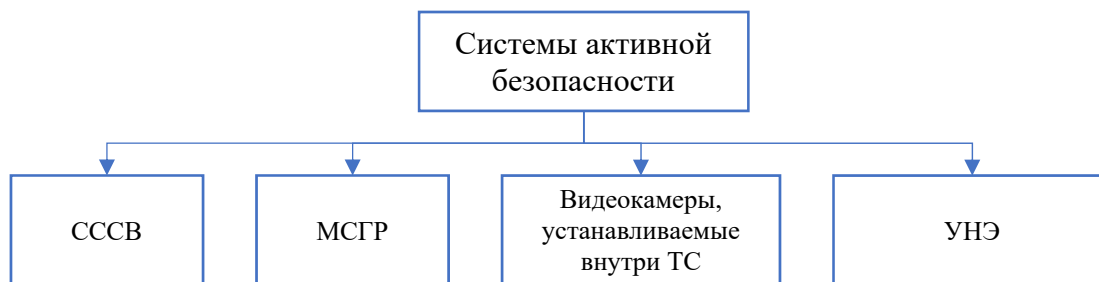 Системы активной
безопасности
СССВ
МСГР
Видеокамеры,
устанавливаемые
внутри ТС
УНЭ